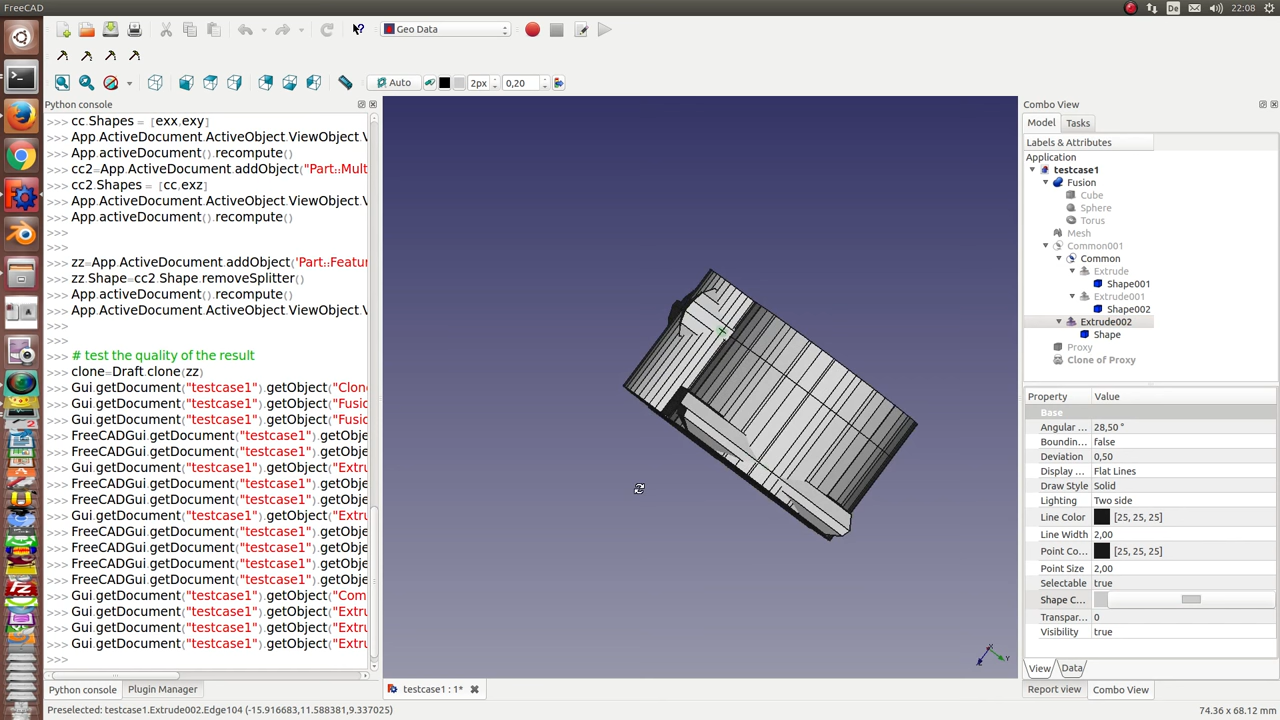 FreeCAD
De
22:08
Geo Data
Auto
2px
0,20
Python console
>>> cc.Shapes = [exx,exy]
>>> App.ActiveDocument.ActiveObject.ViewObject.V
>>> App.activeDocument().recompute()
>>> cc2=App.ActiveDocument.addObject("Part::Mult
>>> cc2.Shapes = [cc,exz]
>>> App.ActiveDocument.ActiveObject.ViewObject.V
>>> App.activeDocument().recompute()
>>>
>>>
>>> zz=App.ActiveDocument.addObject('Part::Featur
>>> zz.Shape=cc2.Shape.removeSplitter()
>>> App.activeDocument().recompute()
>>> App.ActiveDocument.ActiveObject.ViewObject.V
>>>
>>>
>>> # test the quality of the result
>>> clone=Draft.clone(zz)
>>> Gui.getDocument("testcase1").getObject("Clon
>>> Gui.getDocument("testcase1").getObject("Fusio
>>> Gui.getDocument("testcase1").getObject("Fusio
>>> FreeCADGui.getDocument("testcase1").getObje
>>> FreeCADGui.getDocument("testcase1").getObje
>>> Gui.getDocument("testcase1").getObject("Extru
>>> FreeCADGui.getDocument("testcase1").getObje
>>> FreeCADGui.getDocument("testcase1").getObje
>>> Gui.getDocument("testcase1").getObject("Extru
>>> FreeCADGui.getDocument("testcase1").getObje
>>> FreeCADGui.getDocument("testcase1").getObje
>>> FreeCADGui.getDocument("testcase1").getObje
>>> FreeCADGui.getDocument("testcase1").getObje
>>> Gui.getDocument("testcase1").getObject("Com
>>> Gui.getDocument("testcase1").getObject("Extru
>>> Gui.getDocument("testcase1").getObject("Extru
>>> Gui.getDocument("testcase1").getObject("Extru
>>>
Python console
Plugin Manager
testcase1 : 1*
Combo View
Model
Tasks
Labels & Attributes
Application
testcase1
Fusion
Cube
Sphere
Torus
Mesh
Common001
Common
Extrude
Shape001
Extrude001
Shape002
Extrude002
Shape
Proxy
Clone of Proxy
Property Value
Base
Angular ... 28,50 °
Boundin... false
Deviation 0,50
Display ... Flat Lines
Draw Style Solid
Lighting Two side
Line Color [25, 25, 25]
Line Width 2,00
Point Co... [25, 25, 25]
Point Size 2,00
Selectable true
Shape C...
Transpar... 0
Visibility true
View
Data
Report view
Combo View
Preselected: testcase1.Extrude002.Edge104 (-15.916683,11.588381,9.337025)
74.36 x 68.12 mm